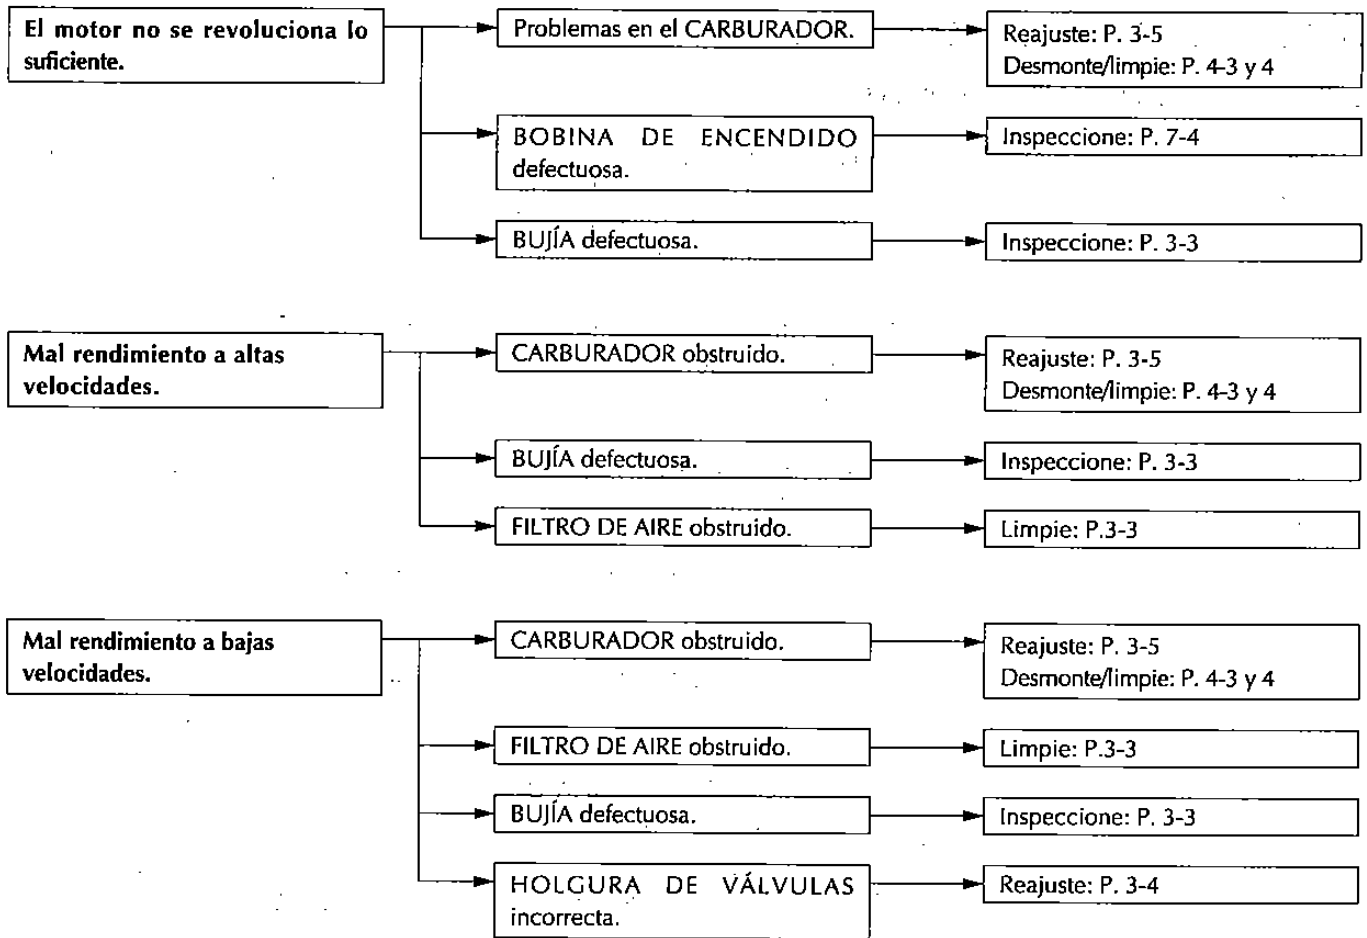 El motor no se revoluciona lo
suficiente.
Problemas en el CARBURADOR.
Reajuste: P. 3-5
Desmonte/limpie: P. 4-3 y 4
BOBINA DE ENCENDIDO
defectuosa.
Inspeccione: P. 7-4
BUJÍA defectuosa.
Inspeccione: P. 3-3
Mal rendimiento a altas
velocidades.
CARBURADOR obstruido.
Reajuste: P. 3-5
Desmonte/limpie: P. 4-3 y 4
BUJÍA defectuosa.
Inspeccione: P. 3-3
FILTRO DE AIRE obstruido.
Limpie: P.3-3
Mal rendimiento a bajas
velocidades.
CARBURADOR obstruido.
Reajuste: P. 3-5
Desmonte/limpie: P. 4-3 y 4
FILTRO DE AIRE obstruido.
Limpie: P.3-3
BUJÍA defectuosa.
Inspeccione: P. 3-3
HOLGURA DE VÁLVULAS
incorrecta.
Reajuste: P. 3-4